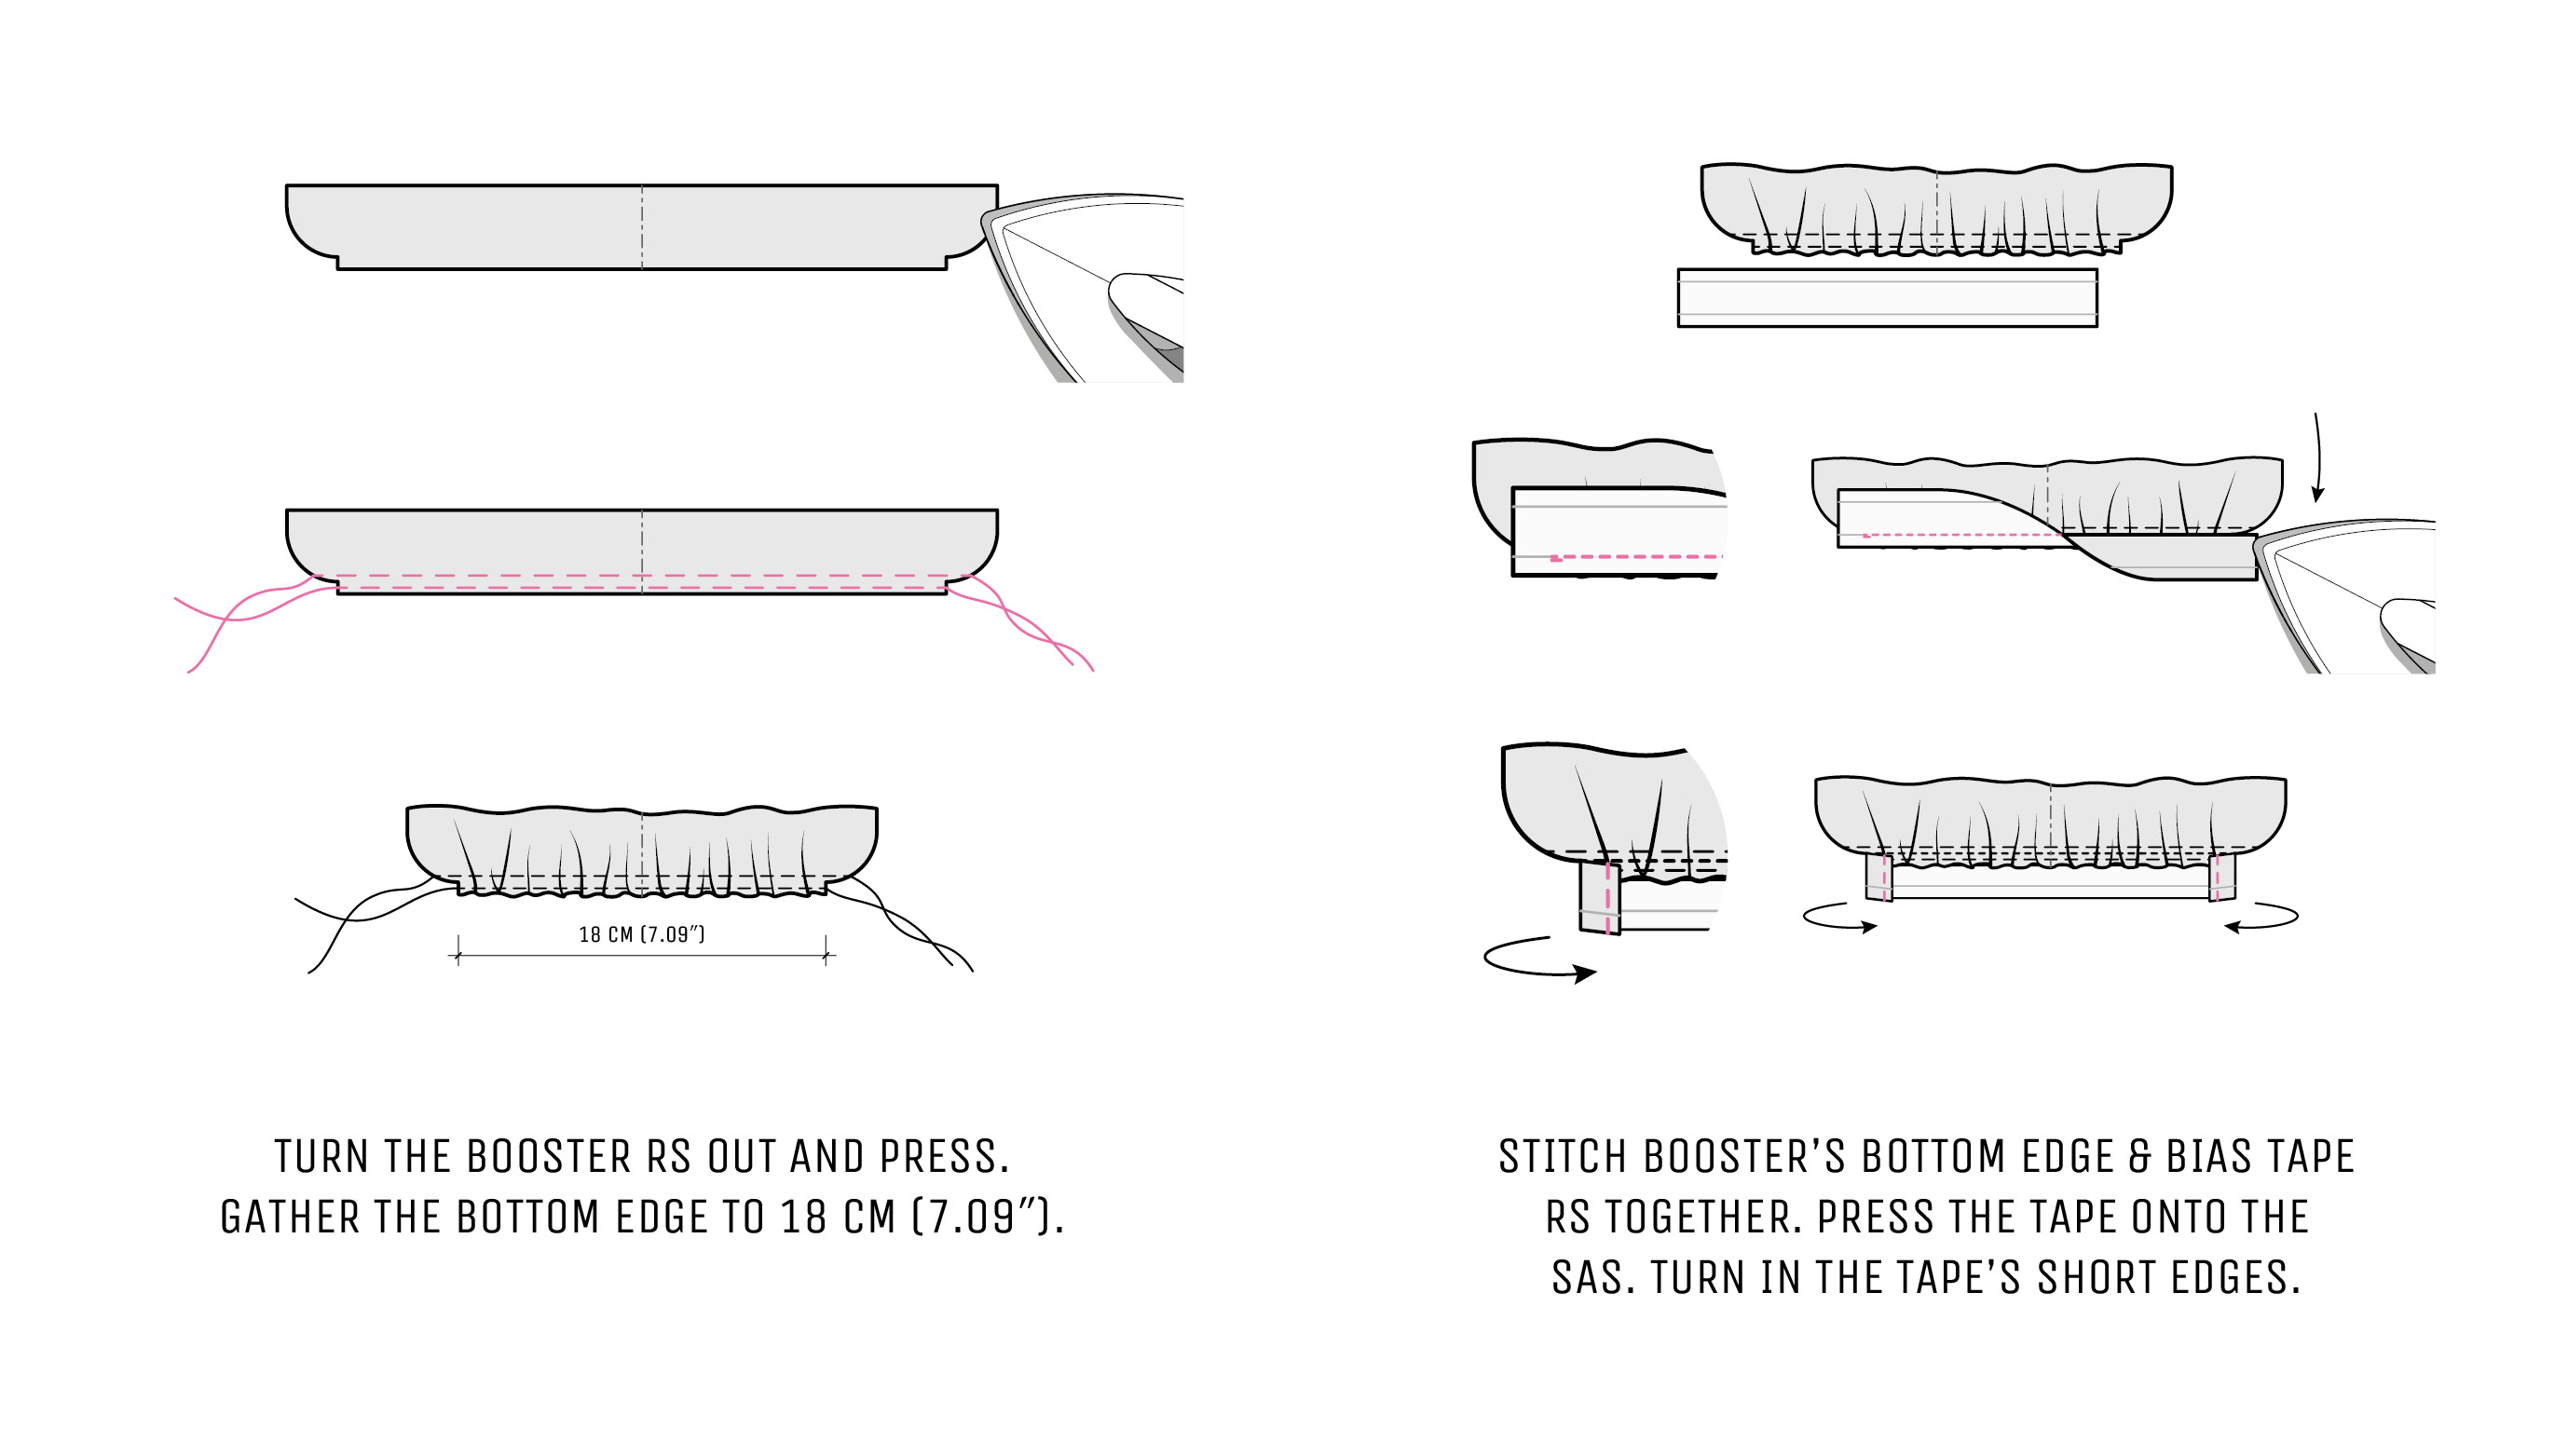 18 CM (7.09″)
TURN THE BOOSTER RS OUT AND PRESS.
GATHER THE BOTTOM EDGE TO 18 CM (7.09″).
STITCH BOOSTER’S BOTTOM EDGE & BIAS TAPE
RS TOGETHER. PRESS THE TAPE ONTO THE
SAS. TURN IN THE TAPE’S SHORT EDGES.